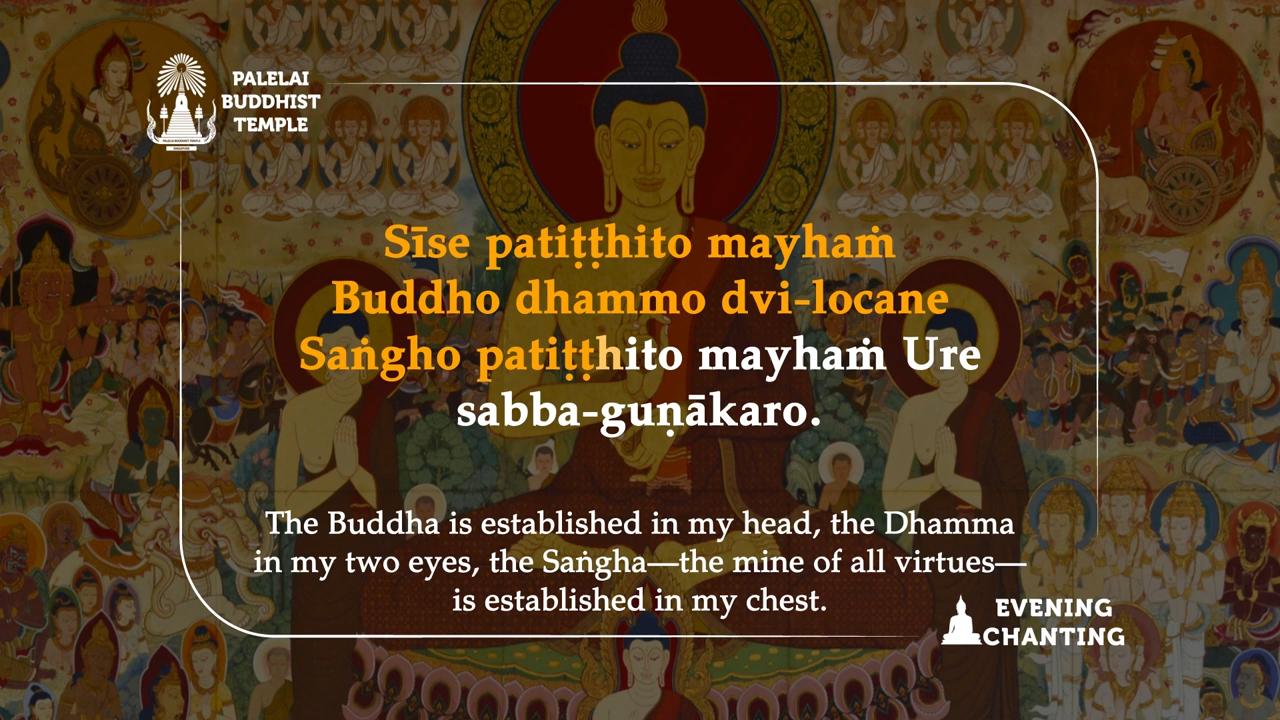 PALELAI
BUDDHIST
TEMPLE
Sīse patiṭṭhito mayhaṁ
Buddho dhammo dvi-locane
Saṅgho patiṭṭhito mayhaṁ Ure
sabba-guṇākaro.
The Buddha is established in my head, the Dhamma
in my two eyes, the Saṅgha—the mine of all virtues—
is established in my chest.
EVENING
CHANTING